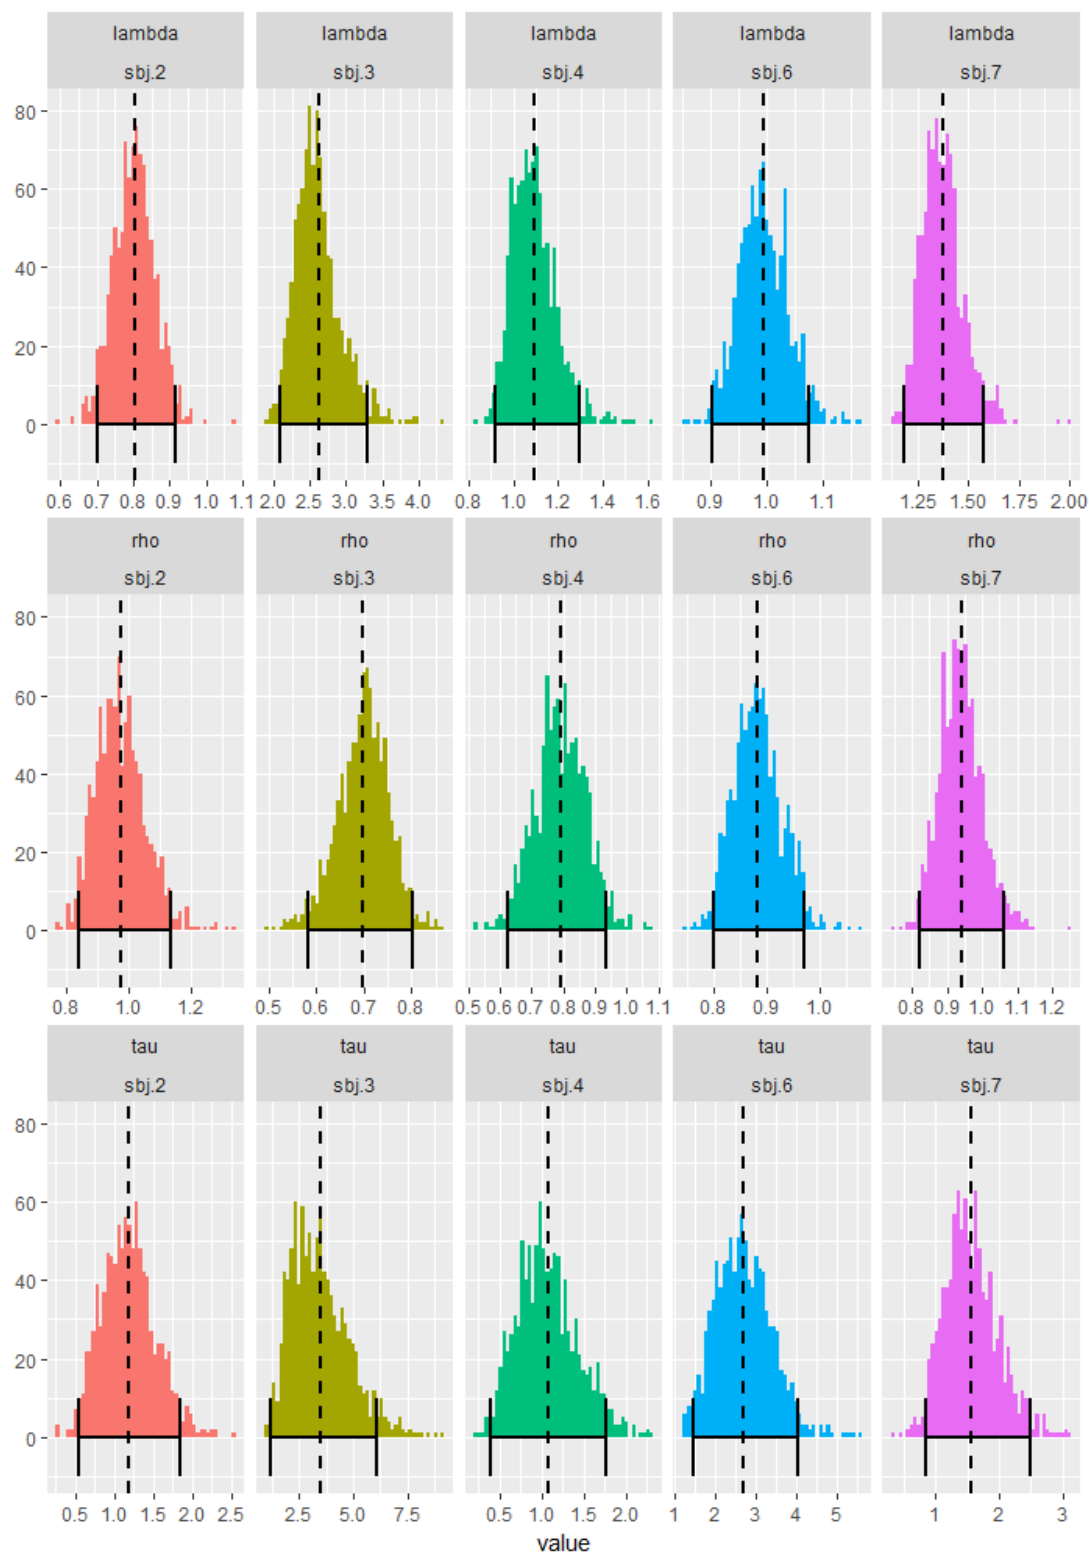 lambda lambda lambda lambda lambda
sbj.2 sbj.3 sbj.4 sbj.6 sbj.7
80
60
40
20
0
0.6 0.7 0.8 0.9 1.0 1.1 2.0 2.5 3.0 3.5 4.0 0.8 1.0 1.2 1.4 1.6 0.9 1.0 1.1 1.25 1.50 1.75 2.00
rho rho rho rho rho
sbj.2 sbj.3 sbj.4 sbj.6 sbj.7
80
60
40
20
0
0.8 1.0 1.2 0.5 0.6 0.7 0.8 0.5 0.6 0.7 0.8 0.9 1.0 1.1 0.8 0.9 1.0 0.8 0.9 1.0 1.1 1.2
tau tau tau tau tau
sbj.2 sbj.3 sbj.4 sbj.6 sbj.7
80
60
40
20
0
0.5 1.0 1.5 2.0 2.5 2.5 5.0 7.5 0.5 1.0 1.5 2.0 1 2 3 4 5 1 2 3
value